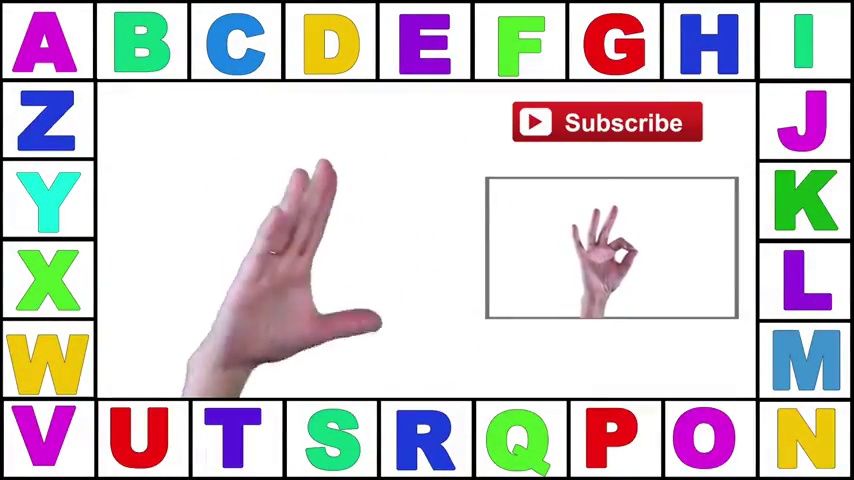 A B C D E F G H I
Z Subscribe J
Y K
X L
W M
V U T S R Q P O N